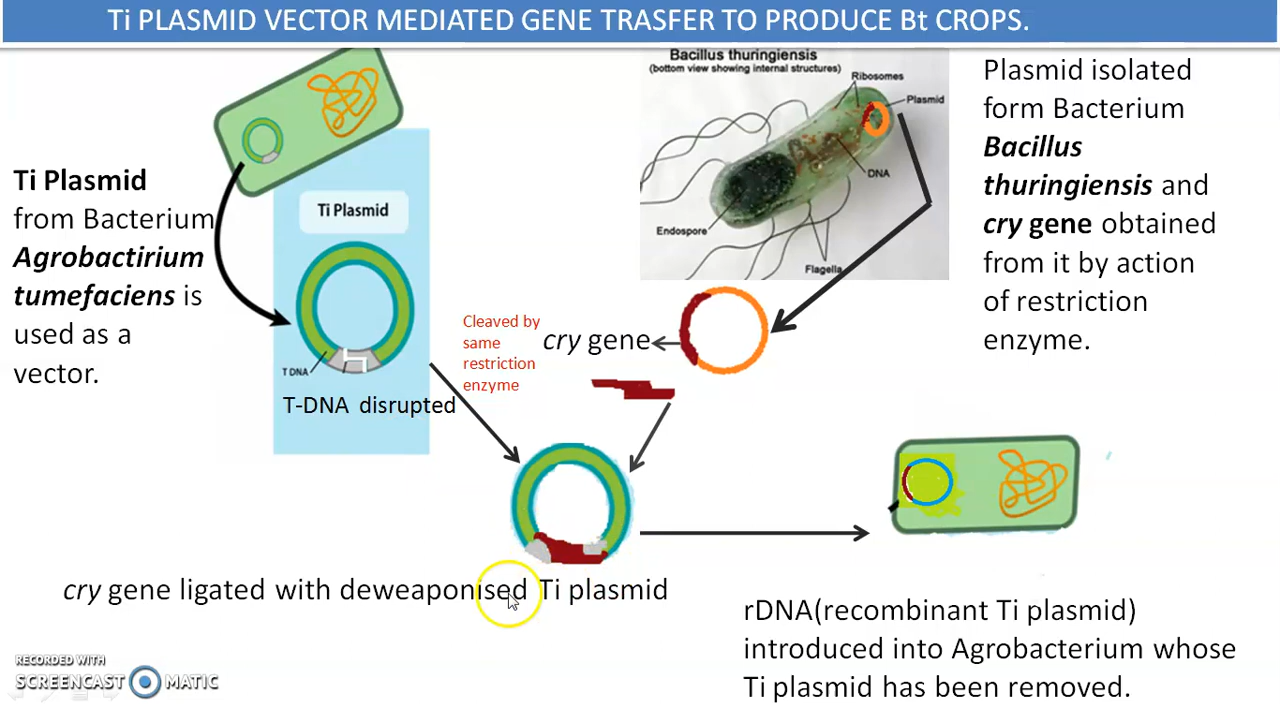 Ti PLASMID VECTOR MEDIATED GENE TRASFER TO PRODUCE Bt CROPS.
Ti Plasmid
from Bacterium
Agrobactirium
tumefaciens is
used as a
vector.
Ti Plasmid
T DNA
T-DNA disrupted
Cleaved by
same
restriction
enzyme
Bacillus thuringiensis
(bottom view showing internal structures)
Ribosomes
Plasmid
DNA
Endospore
Flagella
cry gene
Plasmid isolated
form Bacterium
Bacillus
thuringiensis and
cry gene obtained
from it by action
of restriction
enzyme.
cry gene ligated with deweaponised Ti plasmid
rDNA(recombinant Ti plasmid)
introduced into Agrobacterium whose
Ti plasmid has been removed.
RECORDED WITH
SCREENCAST MATIC